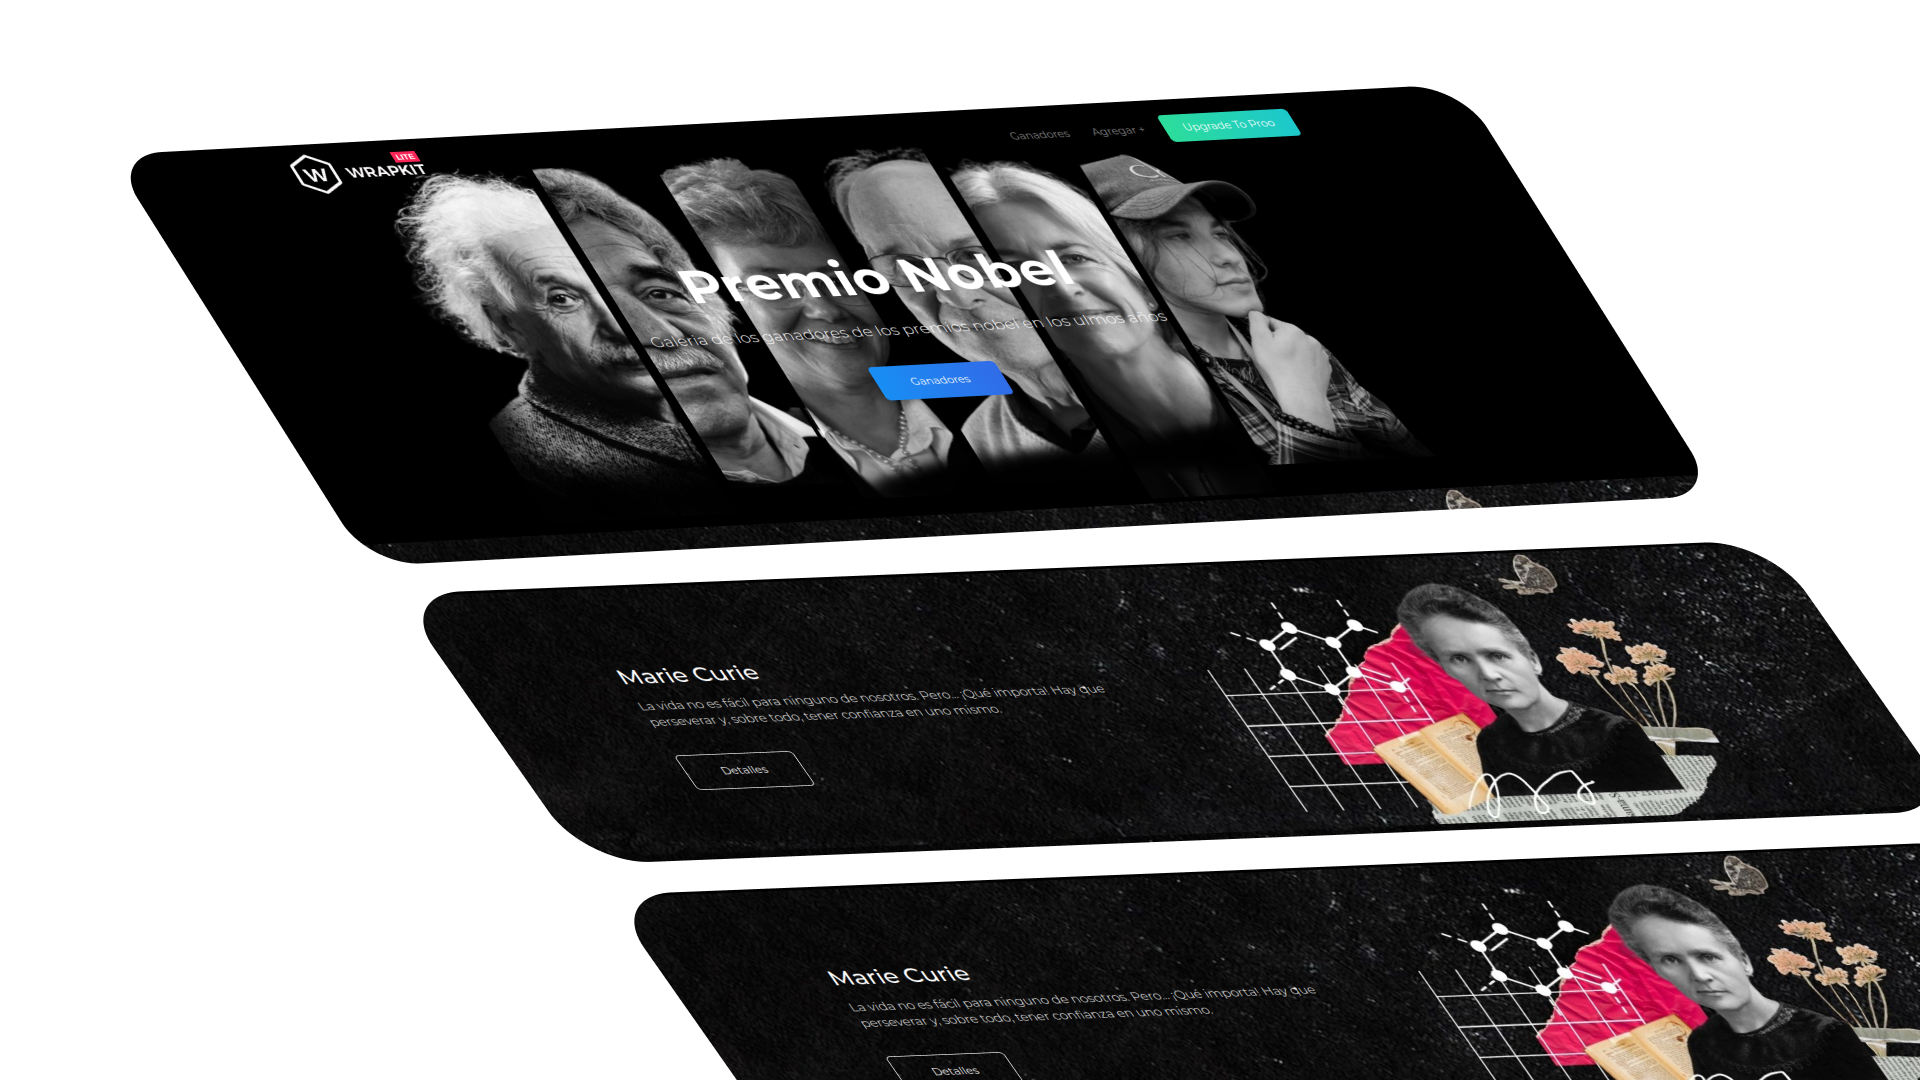 Ganadores Agregar + Upgrade To Proo
W WRAPKIT LITE
Premio Nobel
Galeria de los ganadores de los premios nobel en los ulmos años
Ganadores
Marie Curie
La vida no es fácil para ninguno de nosotros. Pero... ¡Qué importa! Hay que
perseverar y, sobre todo, tener confianza en uno mismo.
Detalles
Marie Curie
La vida no es fácil para ninguno de nosotros. Pero... ¡Qué importa! Hay que
perseverar y, sobre todo, tener confianza en uno mismo.
Detalles